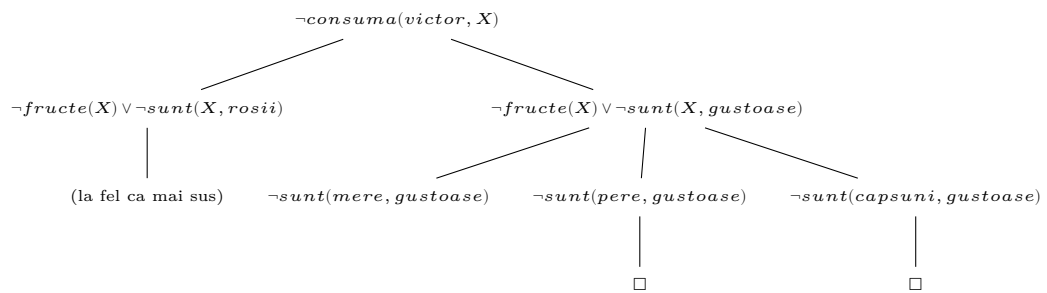 ¬consuma(victor, X)
¬fructe(X) ∨ ¬sunt(X, rosii) ¬fructe(X) ∨ ¬sunt(X, gustoase)
(la fel ca mai sus) ¬sunt(mere, gustoase) ¬sunt(pere, gustoase) ¬sunt(capsuni, gustoase)
□ □